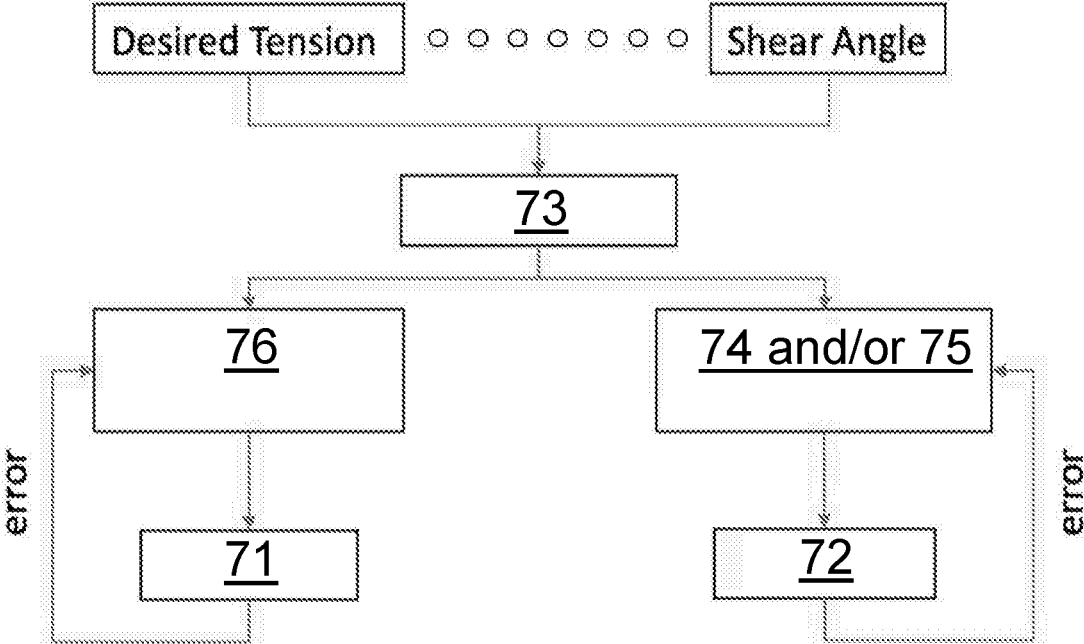 Desired Tension
Shear Angle
73
76
74 and/or 75
error
error
71
72